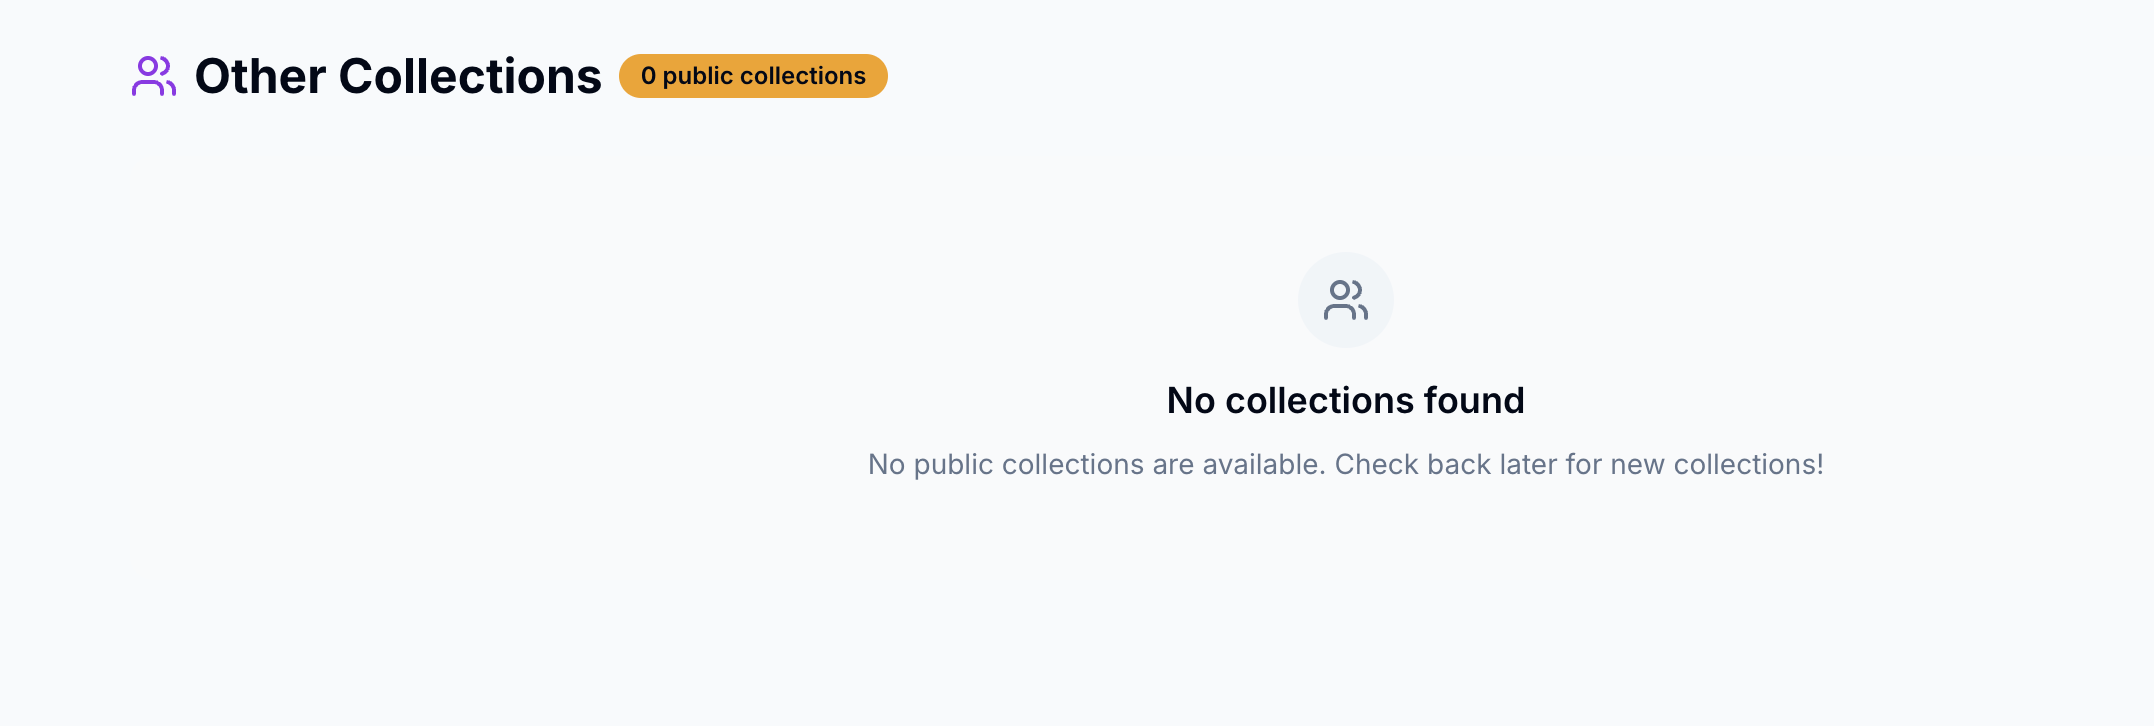 Other Collections
0 public collections
No collections found
No public collections are available. Check back later for new collections!